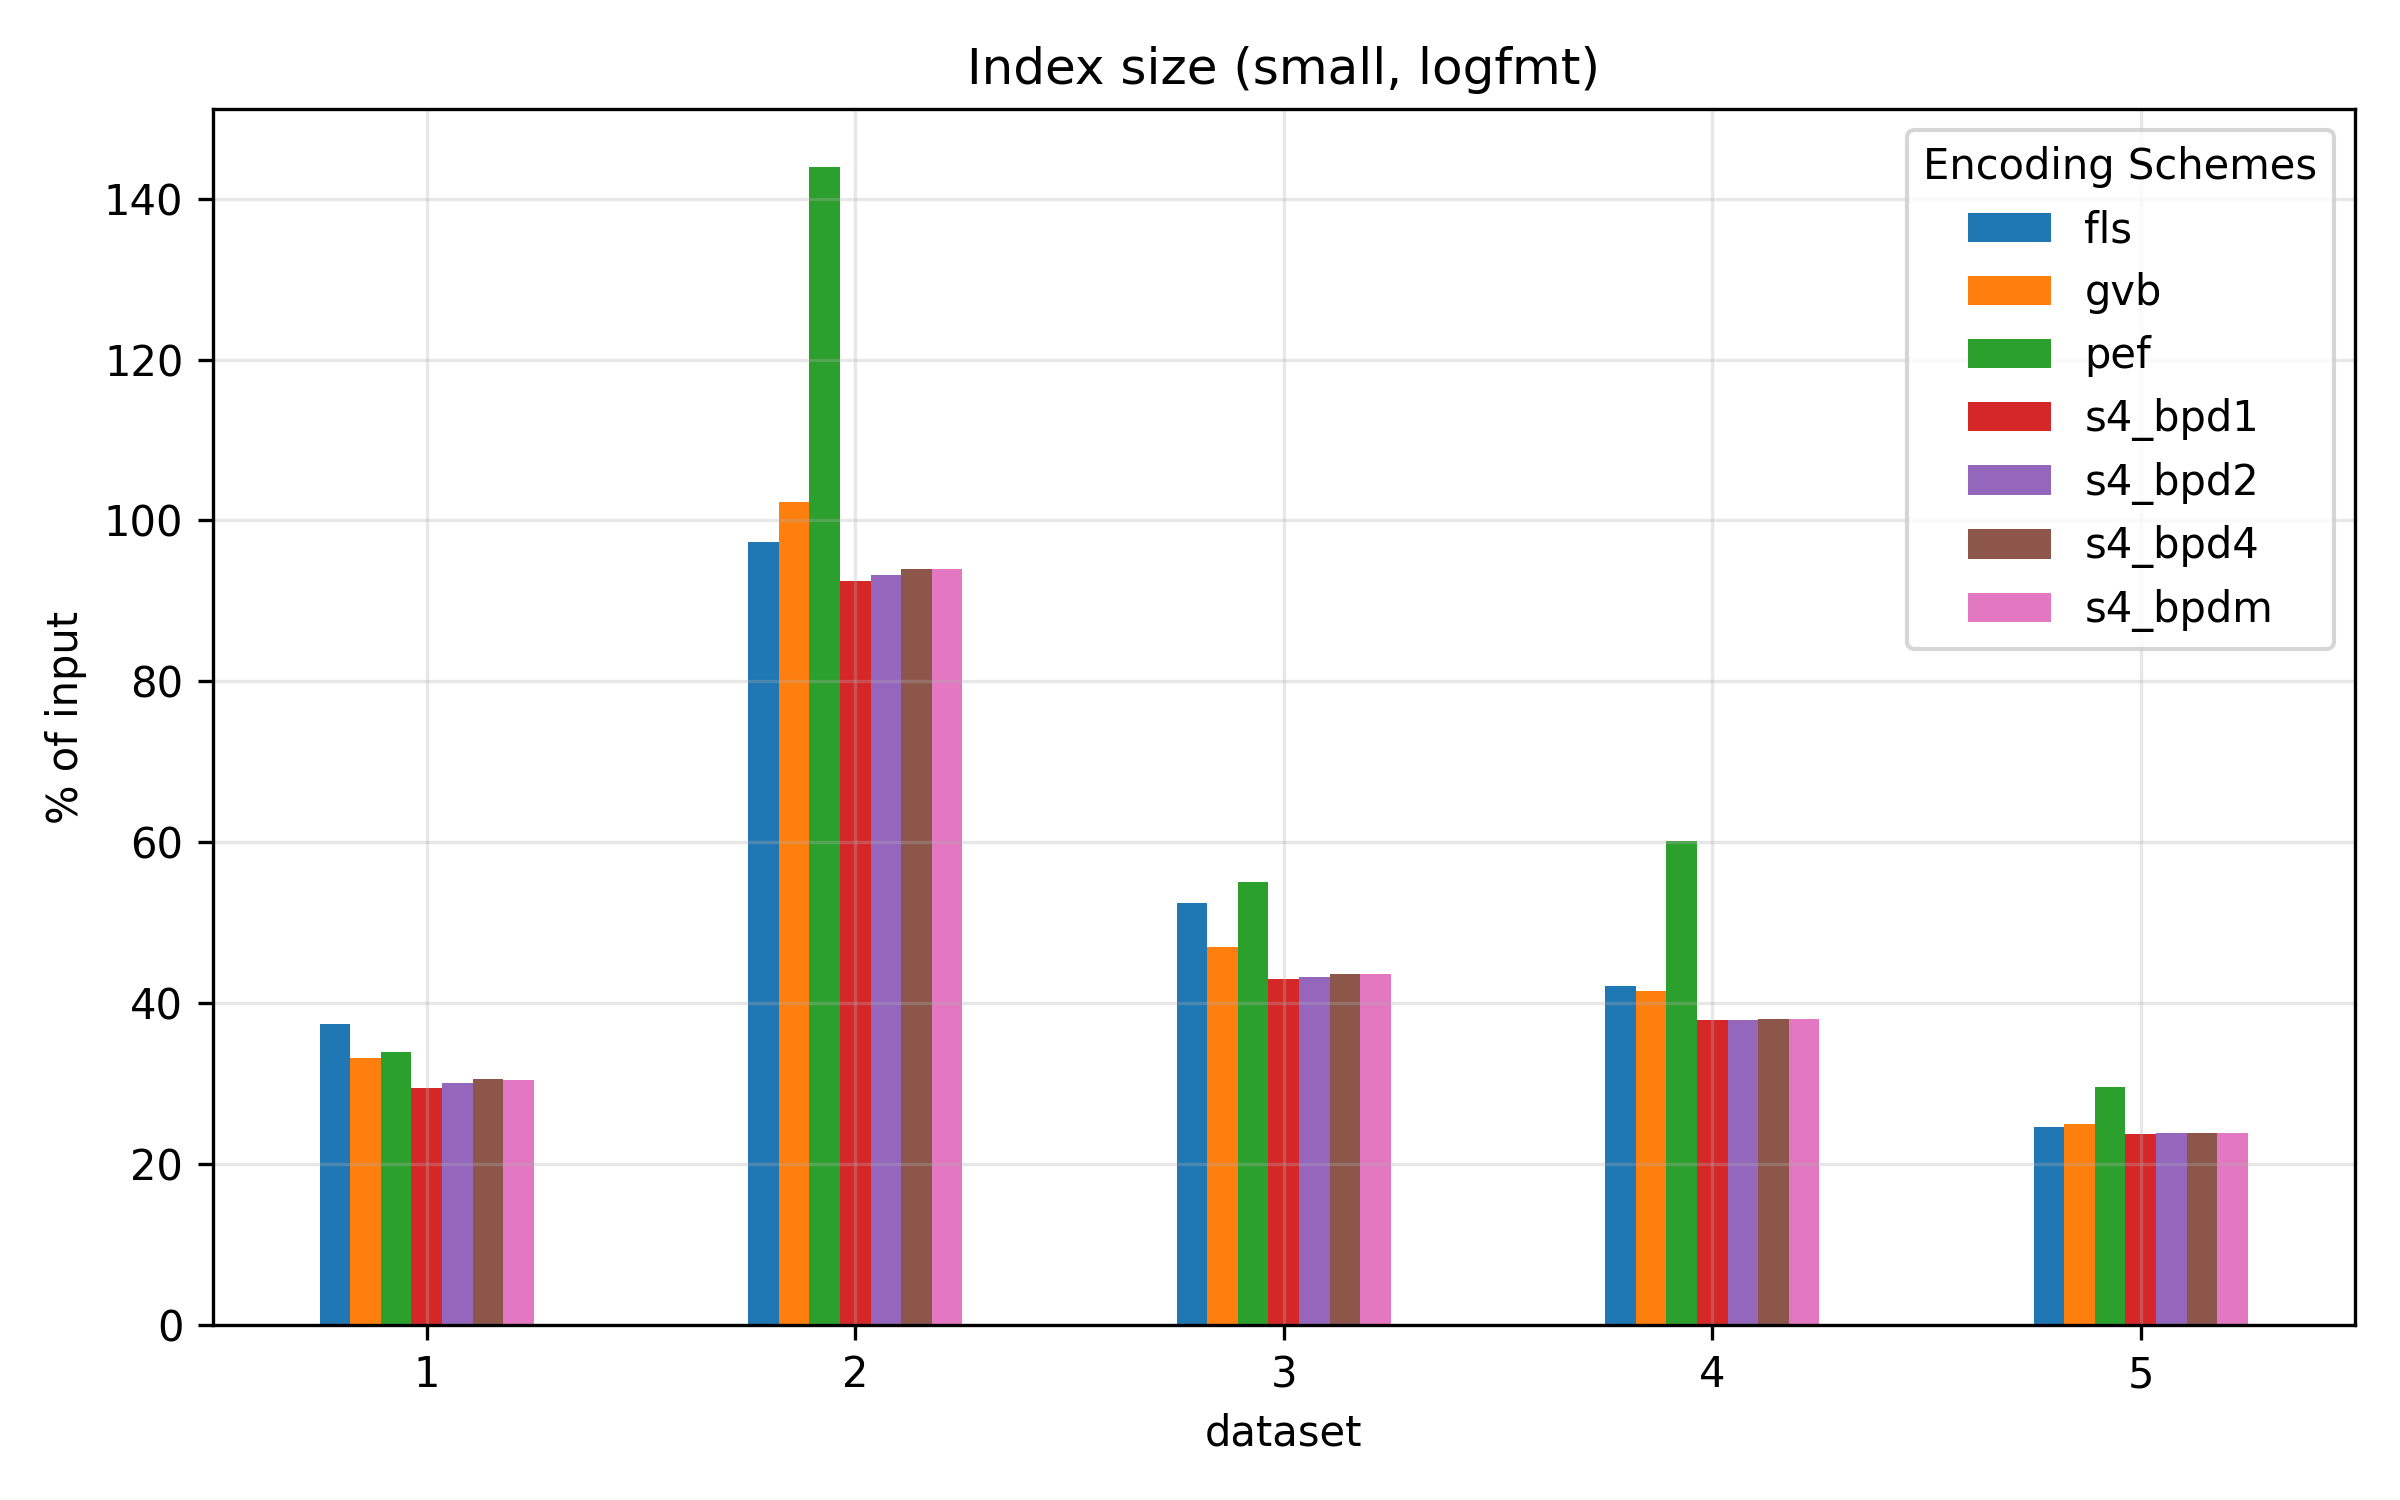 Index size (small, logfmt)
% of input
140
120
100
80
60
40
20
0
Encoding Schemes
fls
gvb
pef
s4_bpd1
s4_bpd2
s4_bpd4
s4_bpdm
1 2 3 4 5
dataset